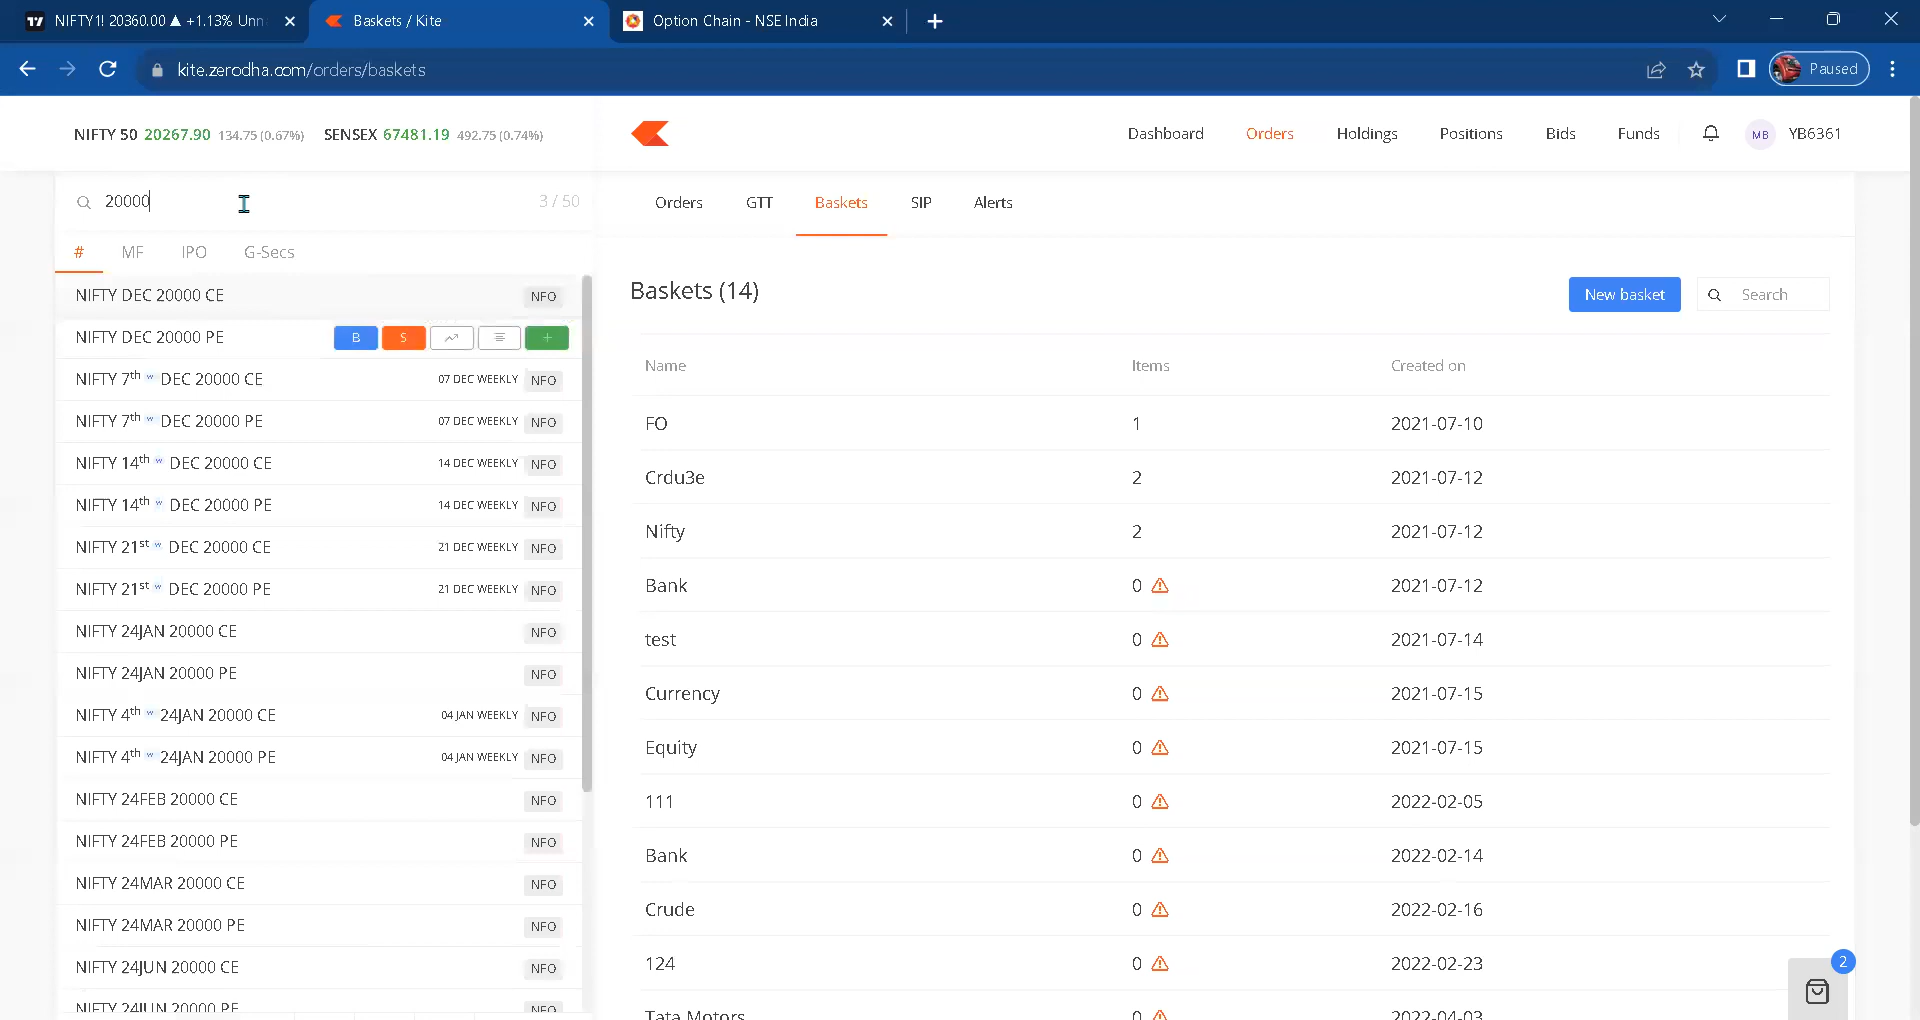 NIFTY1! 20360.00 ▲ +1.13% Unn
Baskets / Kite
Option Chain - NSE India
kite.zerodha.com/orders/baskets
Paused
NIFTY 50 20267.90 134.75 (0.67%) SENSEX 67481.19 492.75 (0.74%)
Dashboard Orders Holdings Positions Bids Funds MB YB6361
20000 3 / 50
Orders GTT Baskets SIP Alerts
# MF IPO G-Secs
NIFTY DEC 20000 CE NFO
NIFTY DEC 20000 PE B S
NIFTY 7th w DEC 20000 CE 07 DEC WEEKLY NFO
NIFTY 7th w DEC 20000 PE 07 DEC WEEKLY NFO
NIFTY 14th w DEC 20000 CE 14 DEC WEEKLY NFO
NIFTY 14th w DEC 20000 PE 14 DEC WEEKLY NFO
NIFTY 21st w DEC 20000 CE 21 DEC WEEKLY NFO
NIFTY 21st w DEC 20000 PE 21 DEC WEEKLY NFO
NIFTY 24JAN 20000 CE NFO
NIFTY 24JAN 20000 PE NFO
NIFTY 4th w 24JAN 20000 CE 04 JAN WEEKLY NFO
NIFTY 4th w 24JAN 20000 PE 04 JAN WEEKLY NFO
NIFTY 24FEB 20000 CE NFO
NIFTY 24FEB 20000 PE NFO
NIFTY 24MAR 20000 CE NFO
NIFTY 24MAR 20000 PE NFO
NIFTY 24JUN 20000 CE NFO
NIFTY 24JUN 20000 PE NFO
Baskets (14) New basket Search
Name Items Created on
FO 1 2021-07-10
Crdu3e 2 2021-07-12
Nifty 2 2021-07-12
Bank 0 2021-07-12
test 0 2021-07-14
Currency 0 2021-07-15
Equity 0 2021-07-15
111 0 2022-02-05
Bank 0 2022-02-14
Crude 0 2022-02-16
124 0 2022-02-23
Tata Motors 0 2022-04-03
2